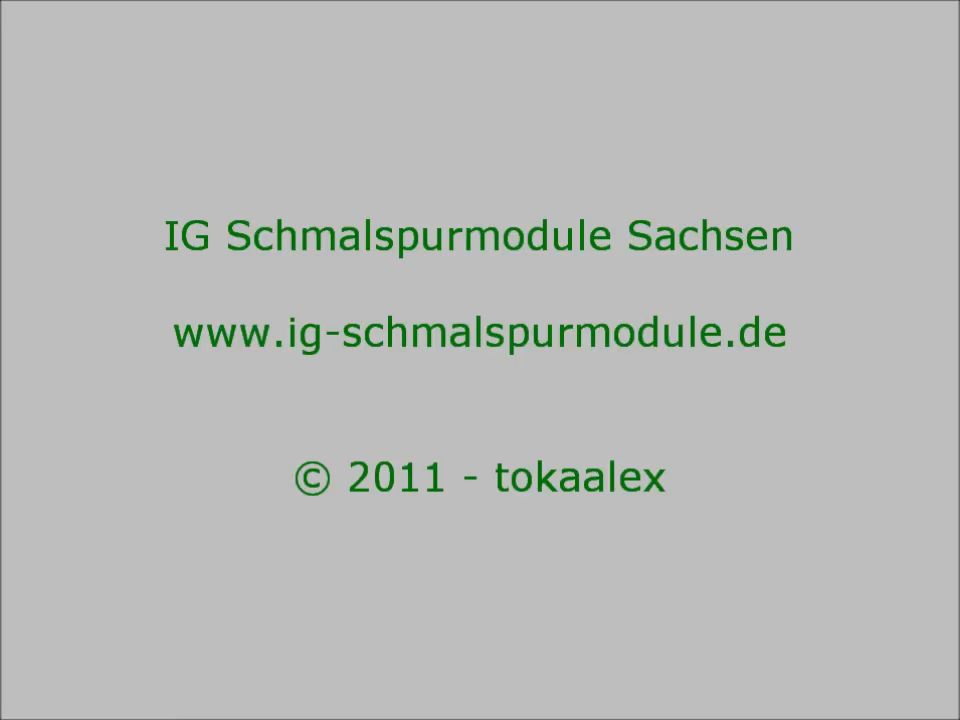 IG Schmalspurmodule Sachsen
www.ig-schmalspurmodule.de
© 2011 - tokaalex